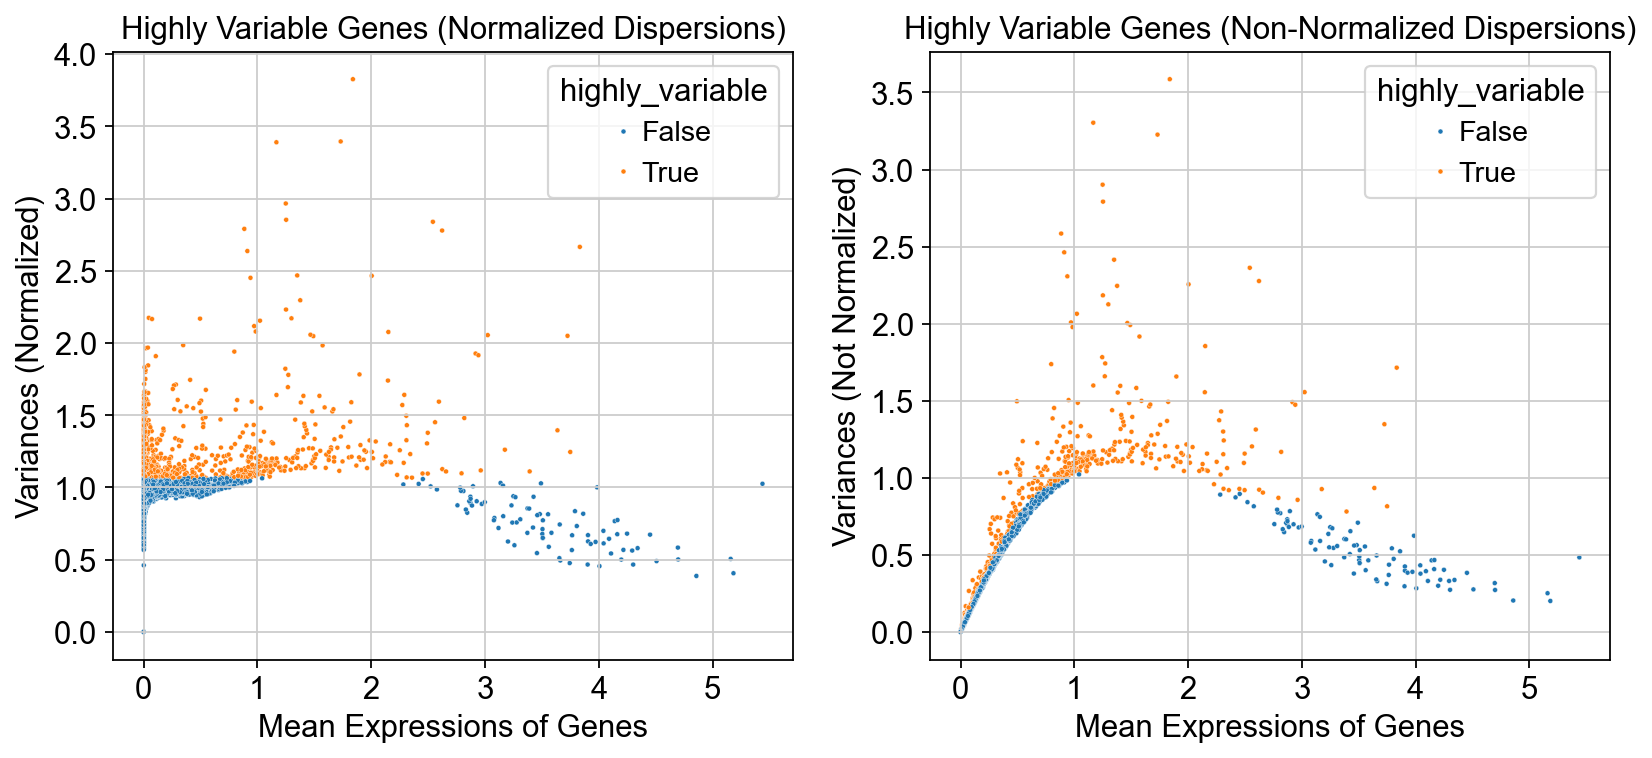 Highly Variable Genes (Normalized Dispersions)
Variances (Normalized)
4.0
3.5
3.0
2.5
2.0
1.5
1.0
0.5
0.0
highly_variable
False
True
0 1 2 3 4 5
Mean Expressions of Genes
Highly Variable Genes (Non-Normalized Dispersions)
Variances (Not Normalized)
3.5
3.0
2.5
2.0
1.5
1.0
0.5
0.0
highly_variable
False
True
0 1 2 3 4 5
Mean Expressions of Genes